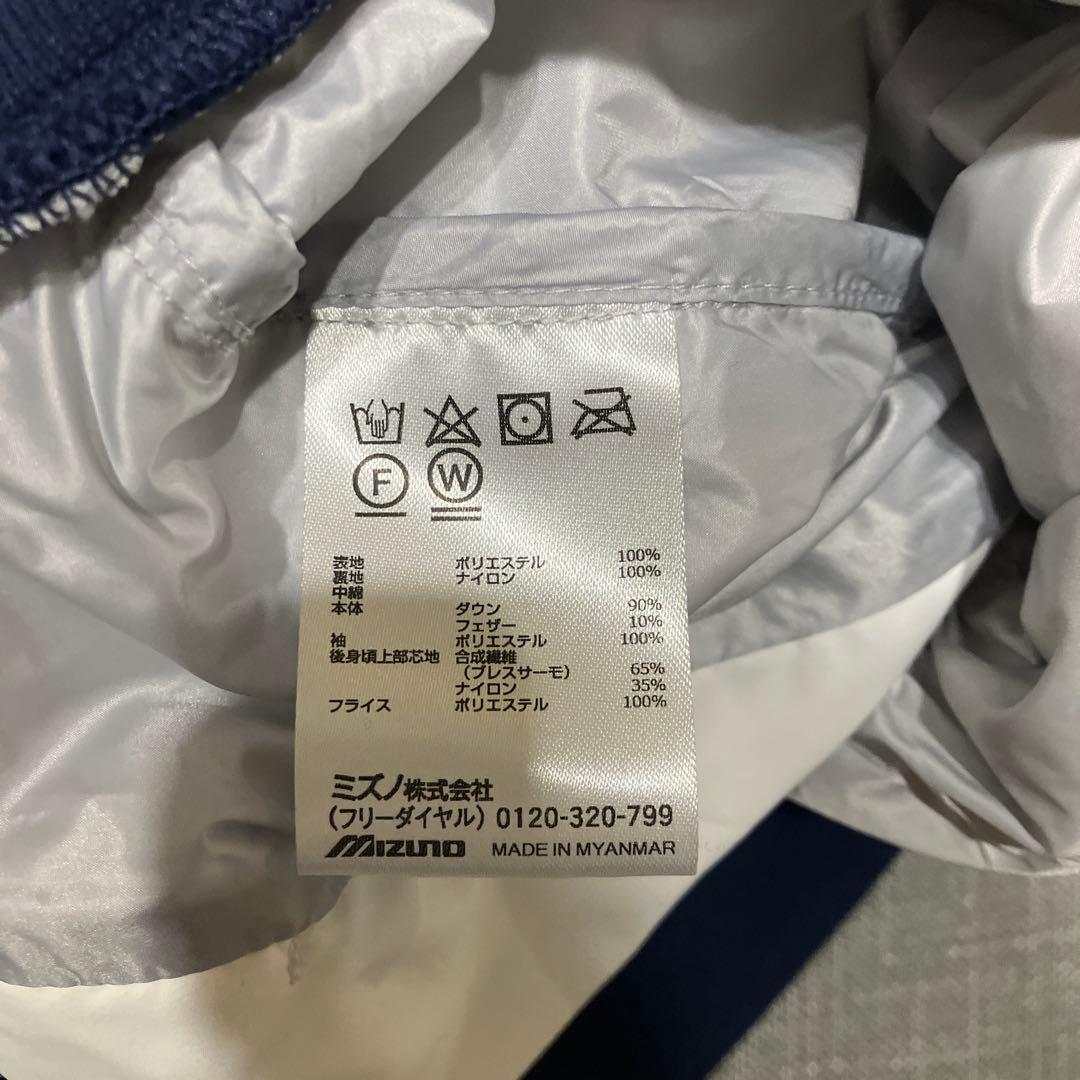 F W
表地 ポリエステル 100%
裏地 ナイロン 100%
中綿
本体 ダウン 90%
フェザー 10%
袖 ポリエステル 100%
後身頃上部芯地 合成繊維
(ブレスサーモ) 65%
ナイロン 35%
フライス ポリエステル 100%
ミズノ株式会社
(フリーダイヤル) 0120-320-799
MIZUNO MADE IN MYANMAR